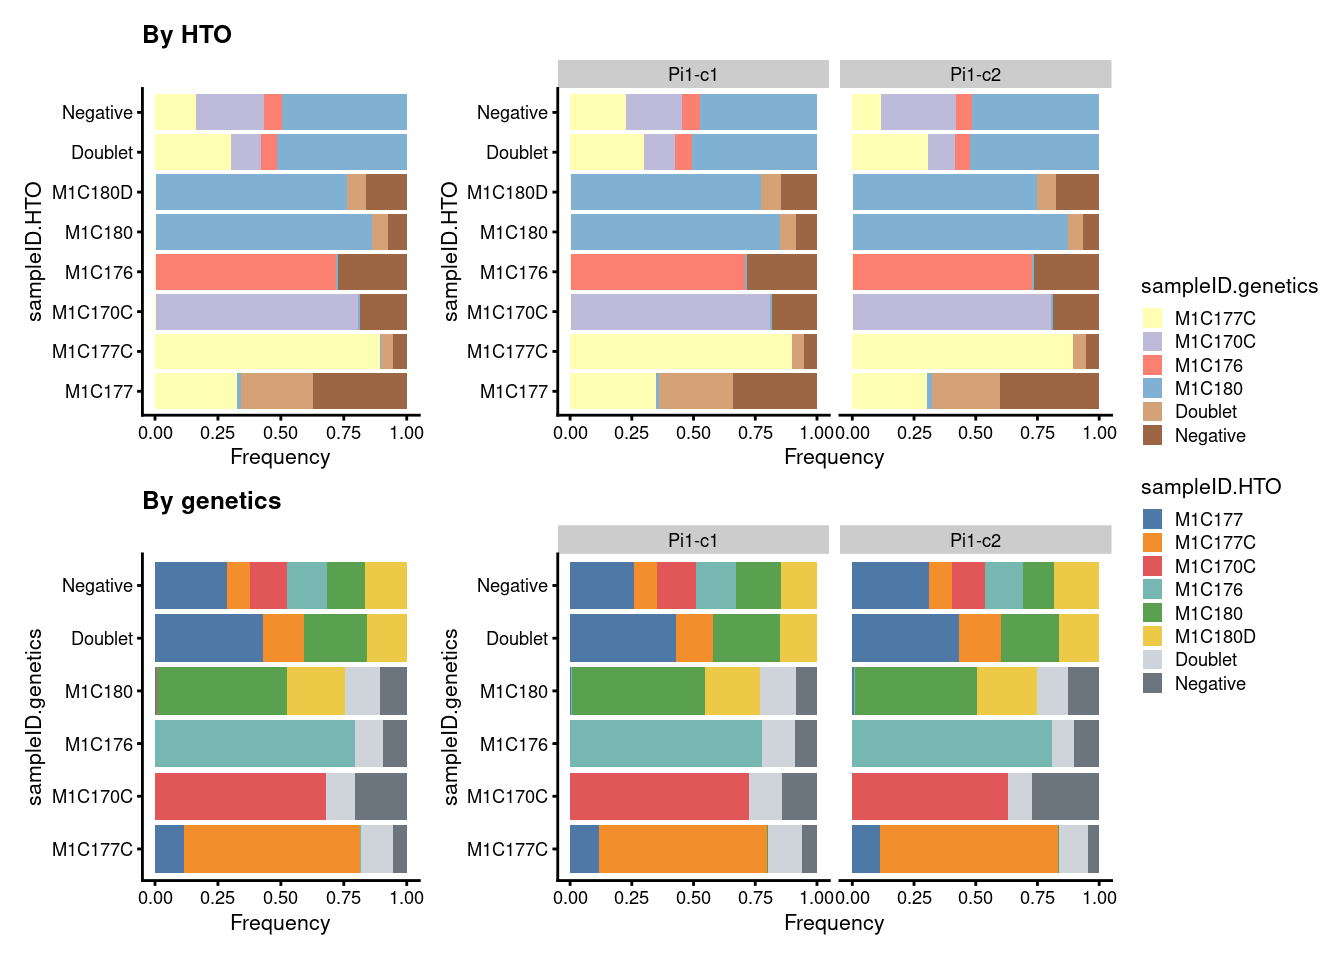 By HTO
sampleID.HTO
Negative
Doublet
M1C180D
M1C180
M1C176
M1C170C
M1C177C
M1C177
0.00 0.25 0.50 0.75 1.00
Frequency
Pi1-c1 Pi1-c2
sampleID.HTO
Negative
Doublet
M1C180D
M1C180
M1C176
M1C170C
M1C177C
M1C177
0.00 0.25 0.50 0.75 1.00 0.00 0.25 0.50 0.75 1.00
Frequency
sampleID.genetics
M1C177C
M1C170C
M1C176
M1C180
Doublet
Negative
sampleID.HTO
M1C177
M1C177C
M1C170C
M1C176
M1C180
M1C180D
Doublet
Negative
By genetics
sampleID.genetics
Negative
Doublet
M1C180
M1C176
M1C170C
M1C177C
0.00 0.25 0.50 0.75 1.00
Frequency
Pi1-c1 Pi1-c2
sampleID.genetics
Negative
Doublet
M1C180
M1C176
M1C170C
M1C177C
0.00 0.25 0.50 0.75 1.00 0.00 0.25 0.50 0.75 1.00
Frequency